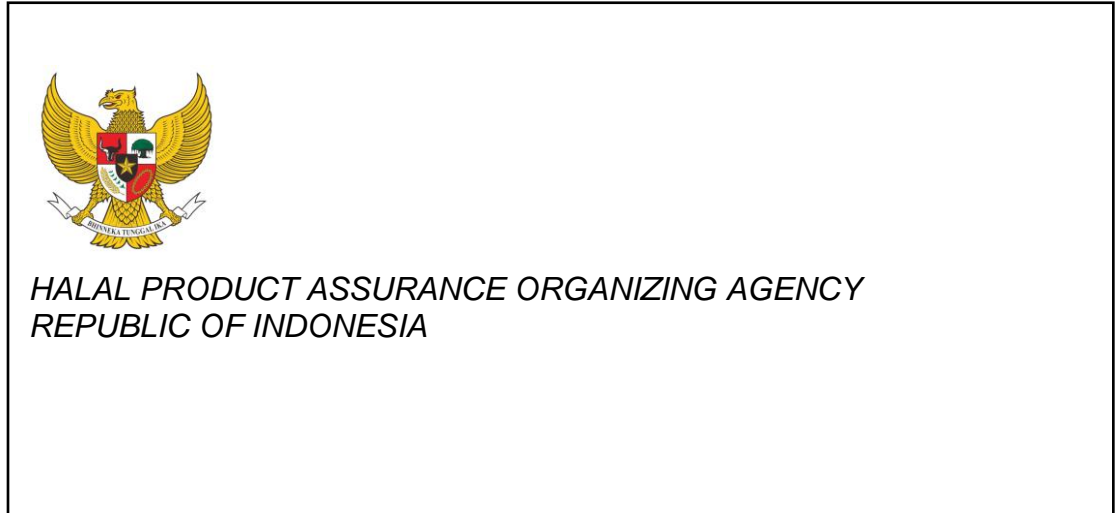 BHINNEKA TUNGGAL IKA
HALAL PRODUCT ASSURANCE ORGANIZING AGENCY
REPUBLIC OF INDONESIA